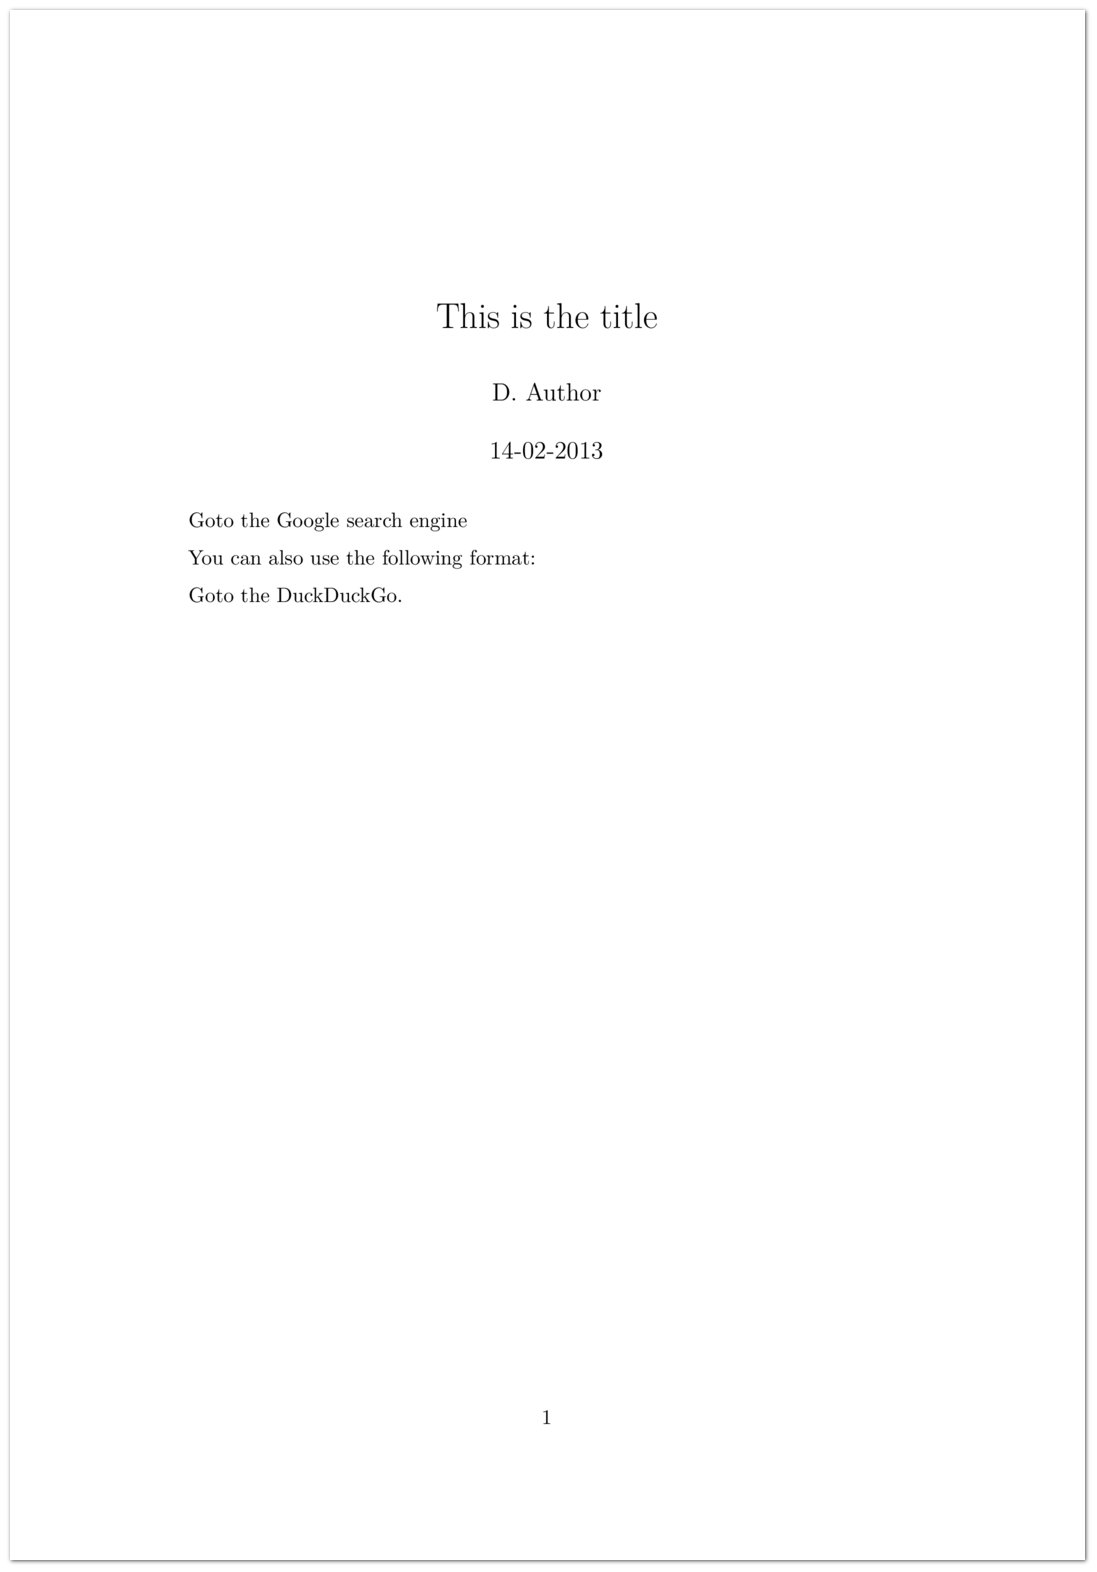 This is the title
D. Author
14-02-2013
Goto the Google search engine
You can also use the following format:
Goto the DuckDuckGo.
1